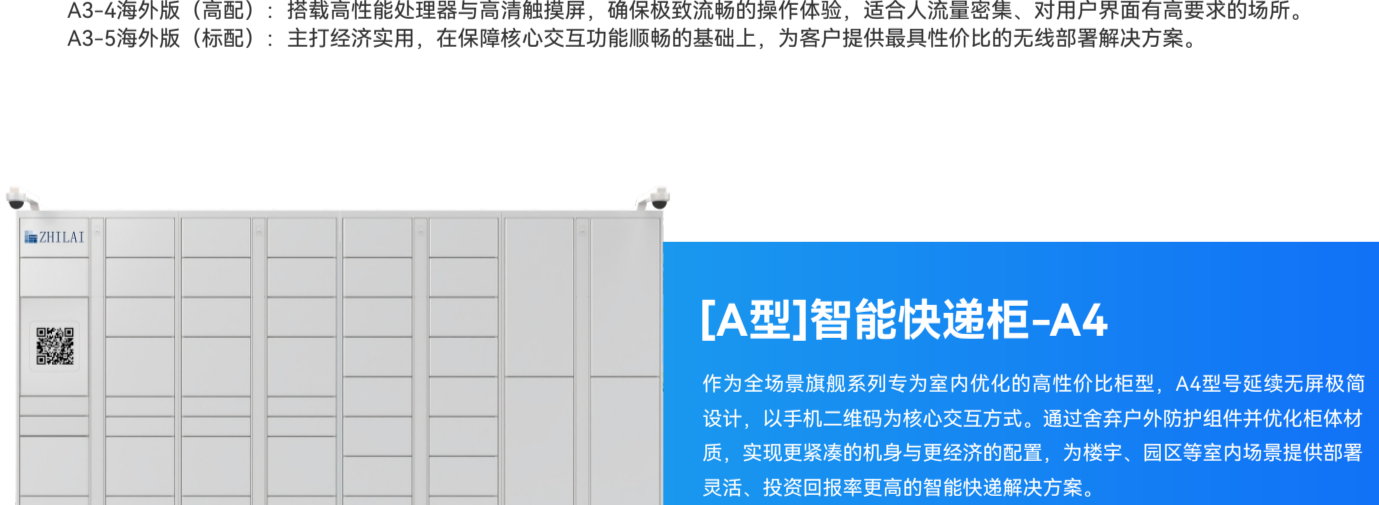 A3-4海外版（高配）：搭载高性能处理器与高清触摸屏，确保极致流畅的操作体验，适合人流量密集、对用户界面有高要求的场所。
A3-5海外版（标配）：主打经济实用，在保障核心交互功能顺畅的基础上，为客户提供最具性价比的无线部署解决方案。
ZHILAI
[A型]智能快递柜-A4
作为全场景旗舰系列专为室内优化的高性价比柜型，A4型号延续无屏极简
设计，以手机二维码为核心交互方式。通过舍弃户外防护组件并优化柜体材
质，实现更紧凑的机身与更经济的配置，为楼宇、园区等室内场景提供部署
灵活、投资回报率更高的智能快递解决方案。